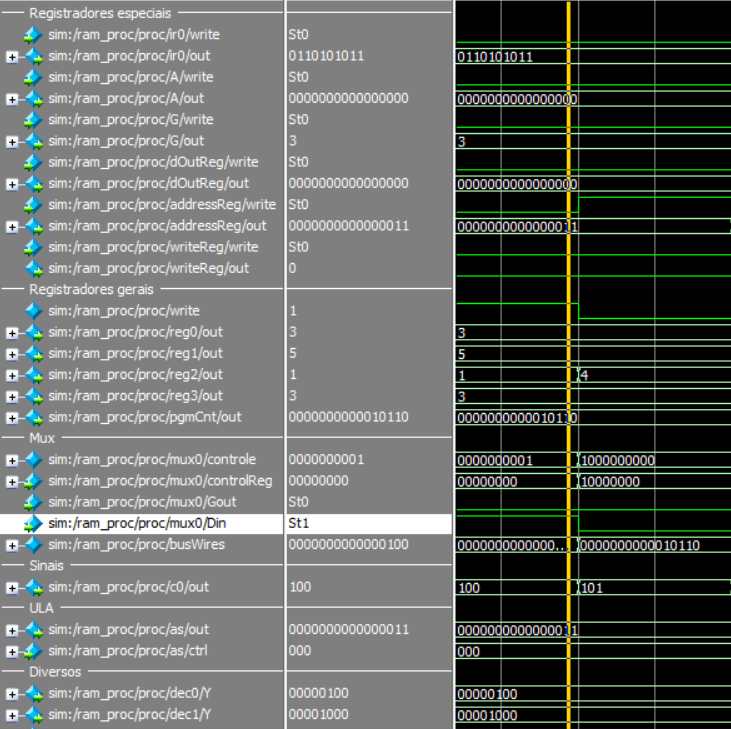 Registradores especiais
sim:/ram_proc/proc/ir0/write St0
sim:/ram_proc/proc/ir0/out 0110101011 0110101011
sim:/ram_proc/proc/A/write St0
sim:/ram_proc/proc/A/out 0000000000000000 0000000000000000
sim:/ram_proc/proc/G/write St0
sim:/ram_proc/proc/G/out 3 3
sim:/ram_proc/proc/dOutReg/write St0
sim:/ram_proc/proc/dOutReg/out 0000000000000000 0000000000000000
sim:/ram_proc/proc/addressReg/write St0
sim:/ram_proc/proc/addressReg/out 0000000000000011 0000000000000011
sim:/ram_proc/proc/writeReg/write St0
sim:/ram_proc/proc/writeReg/out 0
Registradores gerais
sim:/ram_proc/proc/write 1
sim:/ram_proc/proc/reg0/out 3 3
sim:/ram_proc/proc/reg1/out 5 5
sim:/ram_proc/proc/reg2/out 1 1 4
sim:/ram_proc/proc/reg3/out 3 3
sim:/ram_proc/proc/pgmCnt/out 0000000000010110 0000000000010110
Mux
sim:/ram_proc/proc/mux0/controle 0000000001 0000000001 1000000000
sim:/ram_proc/proc/mux0/controlReg 00000000 00000000 10000000
sim:/ram_proc/proc/mux0/Gout St0
sim:/ram_proc/proc/mux0/Din St1
sim:/ram_proc/proc/busWires 0000000000000100 0000000000000... 0000000000010110
Sinais
sim:/ram_proc/proc/c0/out 100 100 101
ULA
sim:/ram_proc/proc/as/out 0000000000000011 0000000000000011
sim:/ram_proc/proc/as/ctrl 000 000
Diversos
sim:/ram_proc/proc/dec0/Y 00000100 00000100
sim:/ram_proc/proc/dec1/Y 00001000 00001000